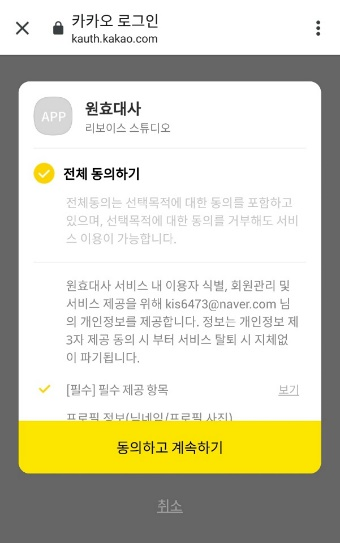 카카오 로그인
kauth.kakao.com
APP
원효대사
리보이스 스튜디오
전체 동의하기
전체동의는 선택목적에 대한 동의를 포함하고
있으며, 선택목적에 대한 동의를 거부해도 서비
스 이용이 가능합니다.
원효대사 서비스 내 이용자 식별, 회원관리 및
서비스 제공을 위해 kis6473@naver.com 님
의 개인정보를 제공합니다. 정보는 개인정보 제
3자 제공 동의 시 부터 서비스 탈퇴 시 지체없
이 파기됩니다.
[필수] 필수 제공 항목 보기
프로필 정보(닉네임/프로필 사진)
동의하고 계속하기
취소